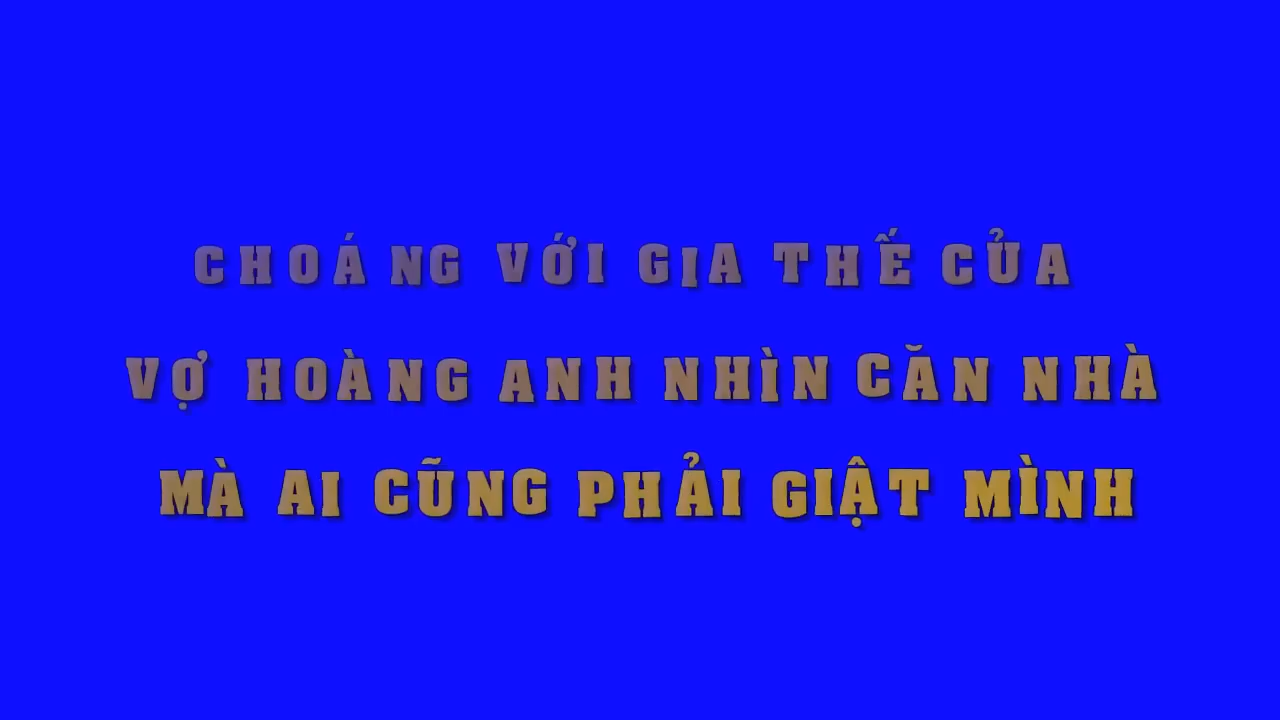 CHOÁNG VỚI GIA THẾ CỦA
VỢ HOÀNG ANH NHÌN CĂN NHÀ
MÀ AI CŨNG PHẢI GIẬT MÌNH